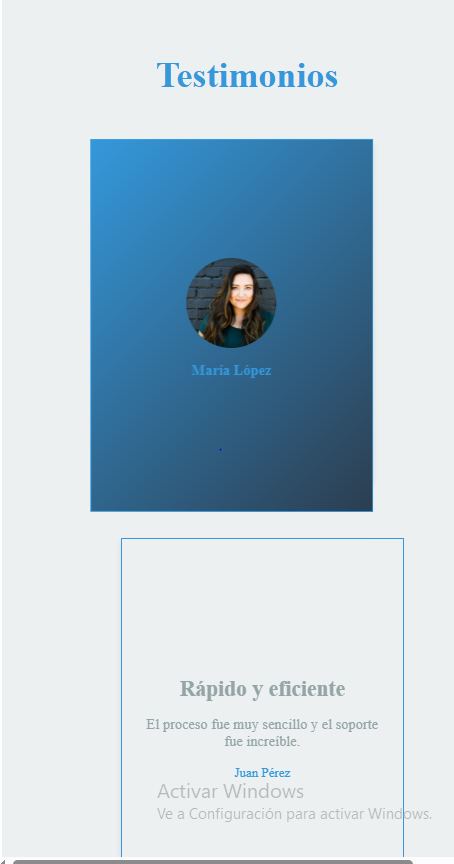 Testimonios
María López
Rápido y eficiente
El proceso fue muy sencillo y el soporte
fue increíble.
Juan Pérez
Activar Windows
Ve a Configuración para activar Windows.